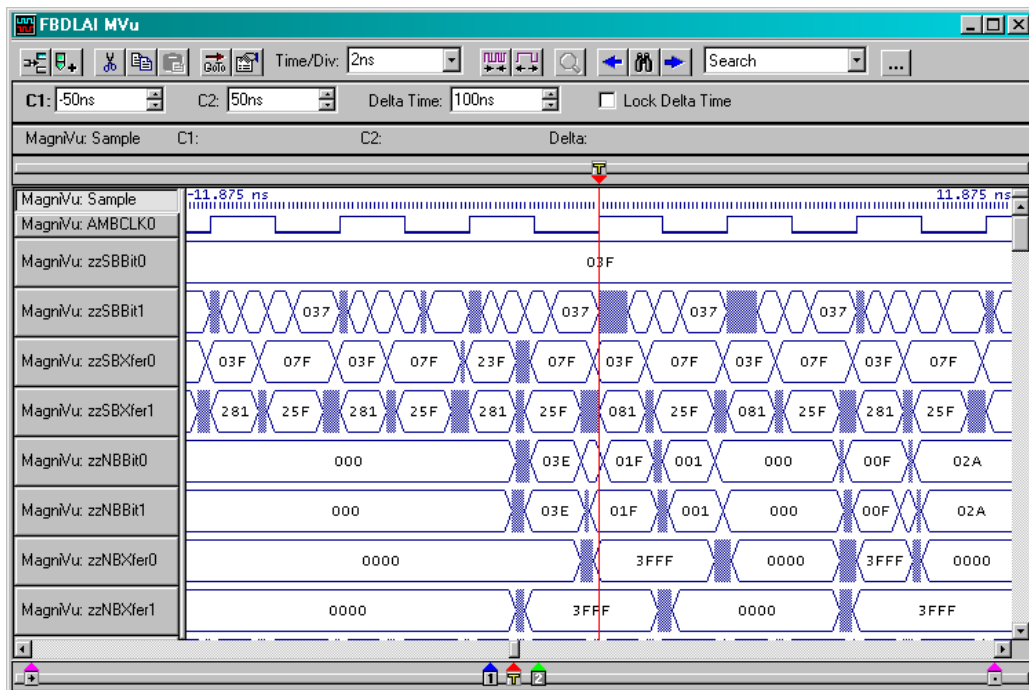 FBDLAI MVu
Goto Time/Div: 2ns Search ...
C1: -50ns C2: 50ns Delta Time: 100ns Lock Delta Time
MagniVu: Sample C1: C2: Delta:
T
MagniVu: Sample -11.875 ns 11.875 ns
MagniVu: AMBCLK0
MagniVu: zzSBBit0 03F
MagniVu: zzSBBit1 037 037 037 037
MagniVu: zzSBXfer0 03F 07F 03F 07F 23F 07F 03F 07F 03F 07F 03F 07F
MagniVu: zzSBXfer1 281 25F 281 25F 281 25F 081 25F 081 25F 281 25F
MagniVu: zzNBBit0 000 03E 01F 001 000 00F 02A
MagniVu: zzNBBit1 000 03E 01F 001 000 00F 02A
MagniVu: zzNBXfer0 0000 3FFF 0000 3FFF 0000
MagniVu: zzNBXfer1 0000 3FFF 0000 3FFF
1 T 2